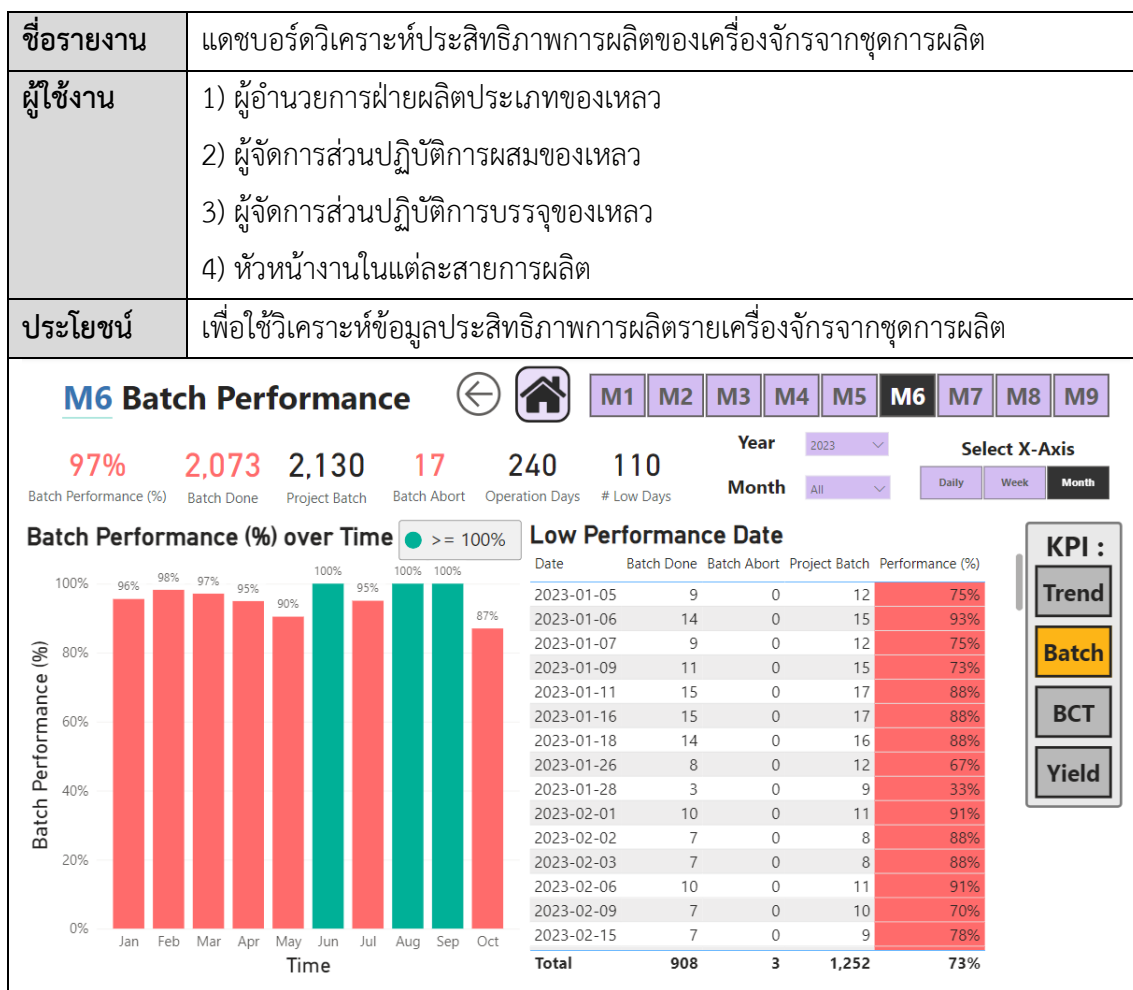 ชื่อรายงาน แดชบอร์ดวิเคราะห์ประสิทธิภาพการผลิตของเครื่องจักรจากชุดการผลิต
ผู้ใช้งาน 1) ผู้อำนวยการฝ่ายผลิตประเภทของเหลว
2) ผู้จัดการส่วนปฏิบัติการผสมของเหลว
3) ผู้จัดการส่วนปฏิบัติการบรรจุของเหลว
4) หัวหน้างานในแต่ละสายการผลิต
ประโยชน์ เพื่อใช้วิเคราะห์ข้อมูลประสิทธิภาพการผลิตรายเครื่องจักรจากชุดการผลิต
M6 Batch Performance M1 M2 M3 M4 M5 M6 M7 M8 M9
97% 2,073 2,130 17 240 110
Batch Performance (%) Batch Done Project Batch Batch Abort Operation Days # Low Days
Year 2023
Month All
Select X-Axis
Daily Week Month
Batch Performance (%) over Time >= 100%
Batch Performance (%)
100%
80%
60%
40%
20%
0%
96% 98% 97% 95% 90% 100% 95% 100% 100% 87%
Jan Feb Mar Apr May Jun Jul Aug Sep Oct
Time
Low Performance Date
Date Batch Done Batch Abort Project Batch Performance (%)
2023-01-05 9 0 12 75%
2023-01-06 14 0 15 93%
2023-01-07 9 0 12 75%
2023-01-09 11 0 15 73%
2023-01-11 15 0 17 88%
2023-01-16 15 0 17 88%
2023-01-18 14 0 16 88%
2023-01-26 8 0 12 67%
2023-01-28 3 0 9 33%
2023-02-01 10 0 11 91%
2023-02-02 7 0 8 88%
2023-02-03 7 0 8 88%
2023-02-06 10 0 11 91%
2023-02-09 7 0 10 70%
2023-02-15 7 0 9 78%
Total 908 3 1,252 73%
KPI :
Trend
Batch
BCT
Yield